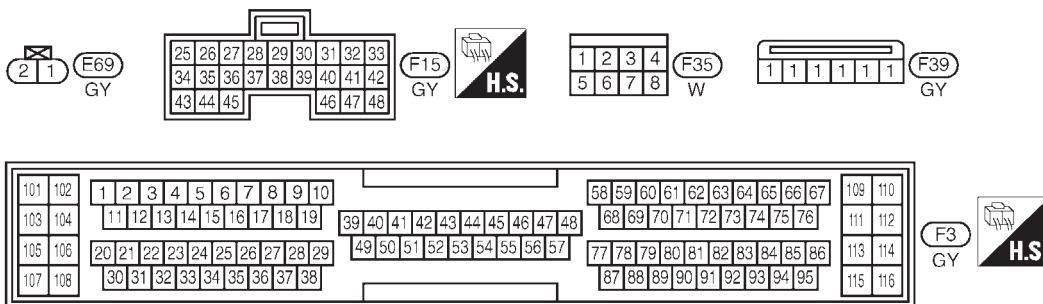 2 1
E69
GY
25 26 27 28 29 30 31 32 33
34 35 36 37 38 39 40 41 42
43 44 45 46 47 48
F15
GY
H.S.
1 2 3 4
5 6 7 8
F35
W
1 1 1 1 1 1
F39
GY
101 102
103 104
105 106
107 108
1 2 3 4 5 6 7 8 9 10
11 12 13 14 15 16 17 18 19
20 21 22 23 24 25 26 27 28 29
30 31 32 33 34 35 36 37 38
39 40 41 42 43 44 45 46 47 48
49 50 51 52 53 54 55 56 57
58 59 60 61 62 63 64 65 66 67
68 69 70 71 72 73 74 75 76
77 78 79 80 81 82 83 84 85 86
87 88 89 90 91 92 93 94 95
109 110
111 112
113 114
115 116
F3
GY
H.S